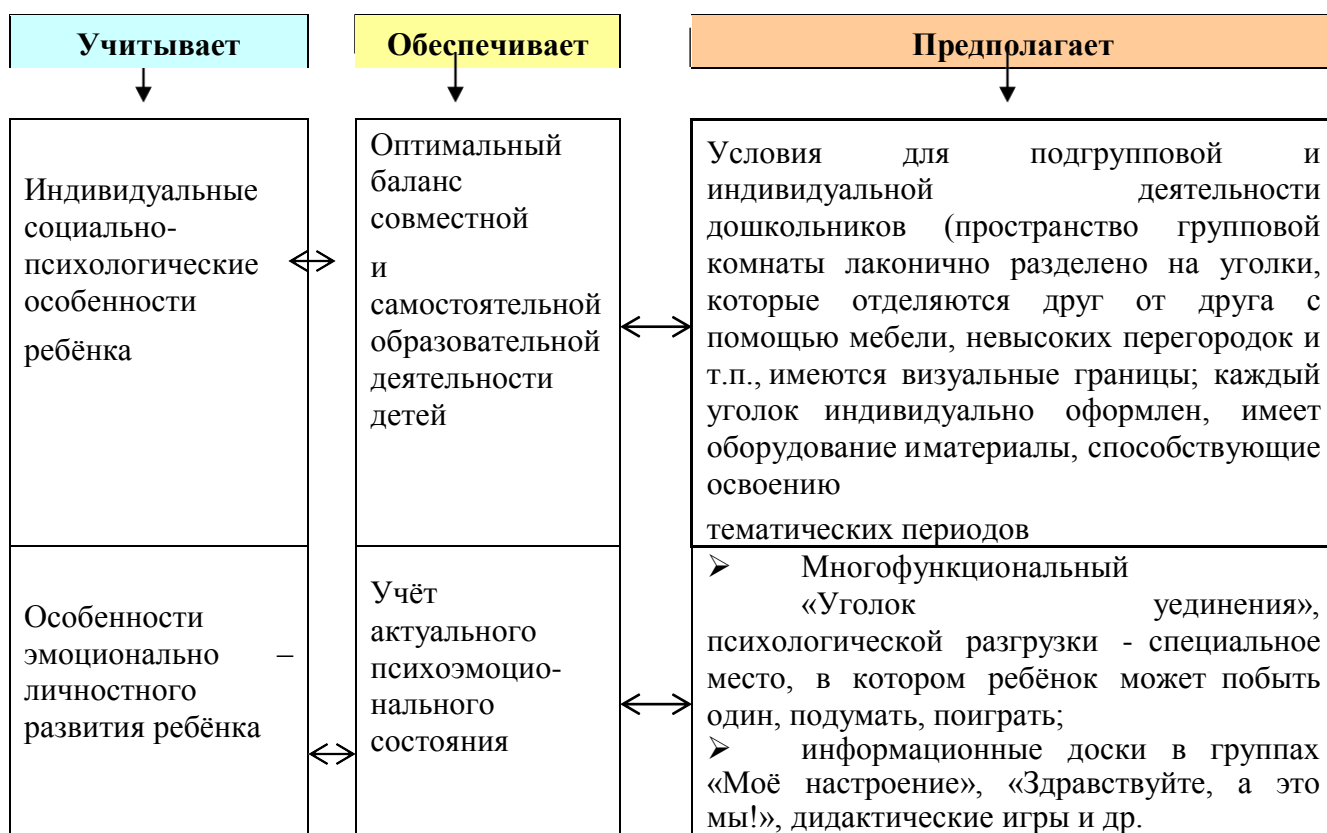 Учитывает
Обеспечивает
Предполагает
Индивидуальные
социально-
психологические
особенности
ребёнка
Оптимальный
баланс
совместной
и
самостоятельной
образовательной
деятельности
детей
Условия для подгрупповой и
индивидуальной деятельности
дошкольников (пространство групповой
комнаты лаконично разделено на уголки,
которые отделяются друг от друга с
помощью мебели, невысоких перегородок и
т.п., имеются визуальные границы; каждый
уголок индивидуально оформлен, имеет
оборудование иматериалы, способствующие
освоению
тематических периодов
Особенности
эмоционально –
личностного
развития ребёнка
Учёт
актуального
психоэмоцио-
нального
состояния
➢ Многофункциональный
«Уголок уединения»,
психологической разгрузки - специальное
место, в котором ребёнок может побыть
один, подумать, поиграть;
➢ информационные доски в группах
«Моё настроение», «Здравствуйте, а это
мы!», дидактические игры и др.